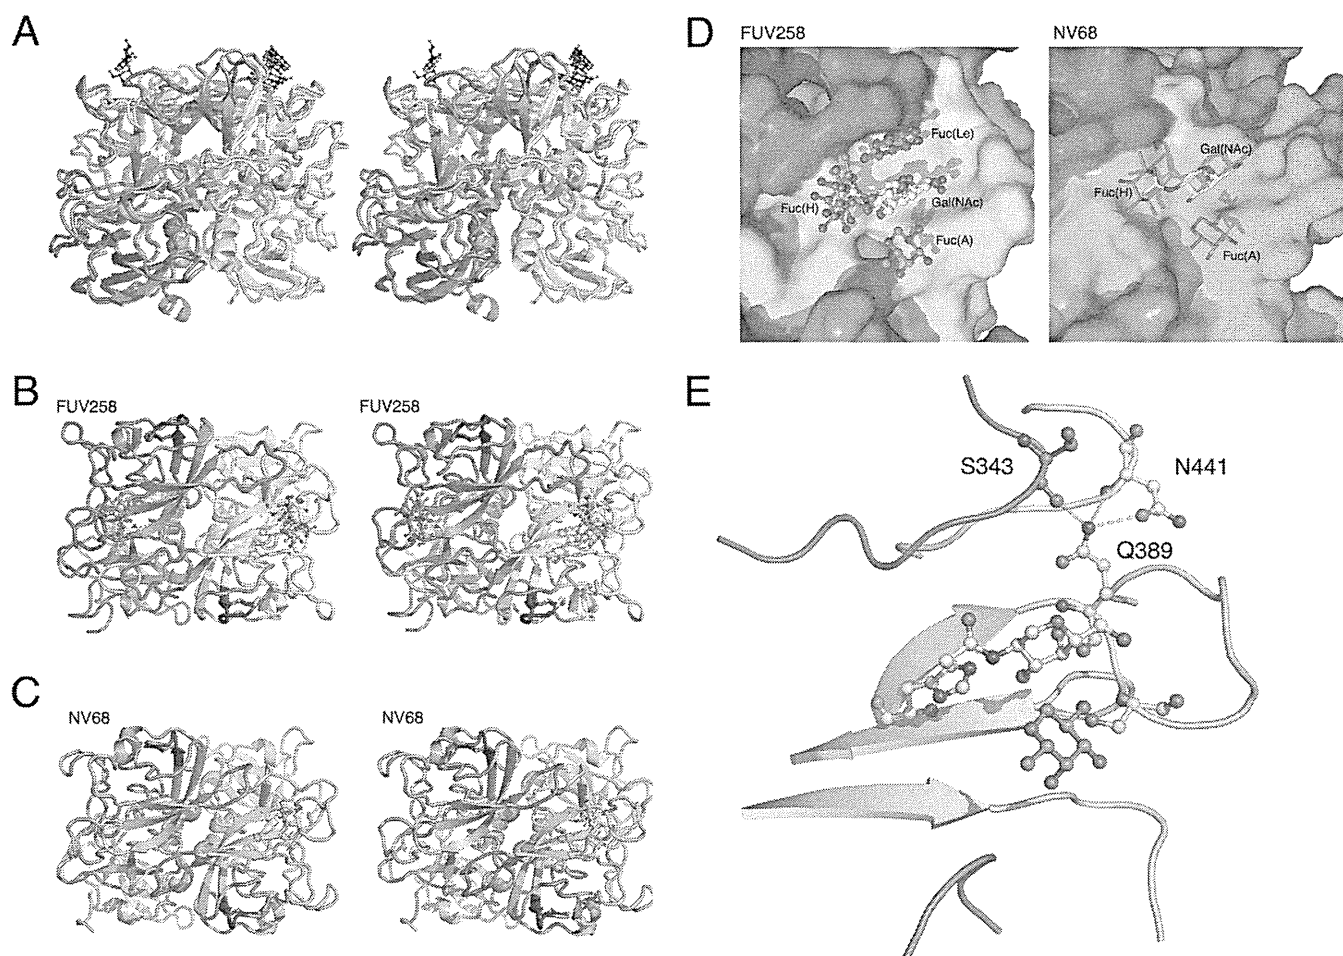 A
B
FUV258
FUV258
C
NV68
NV68
D
FUV258
NV68
Fuc(Le)
Fuc(H)
Gal(NAc)
Fuc(A)
Gal(NAc)
Fuc(H)
Fuc(A)
E
S343
N441
Q389